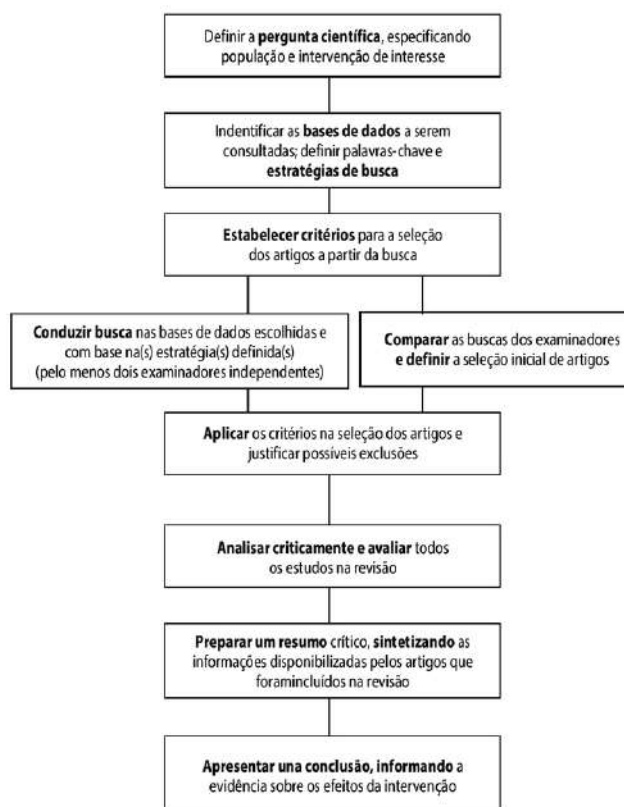 Definir a pergunta científica, especificando
população e intervenção de interesse
Indentificar as bases de dados a serem
consultadas; definir palavras-chave e
estratégias de busca
Estabelecer critérios para a seleção
dos artigos a partir da busca
Conduzir busca nas bases de dados escolhidas e
com base na(s) estratégia(s) definida(s)
(pelo menos dois examinadores independentes)
Comparar as buscas dos examinadores
e definir a seleção inicial de artigos
Aplicar os critérios na seleção dos artigos e
justificar possíveis exclusões
Analisar criticamente e avaliar todos
os estudos na revisão
Preparar um resumo crítico, sintetizando as
informações disponibilizadas pelos artigos que
foramincluídos na revisão
Apresentar una conclusão, informando a
evidência sobre os efeitos da intervenção